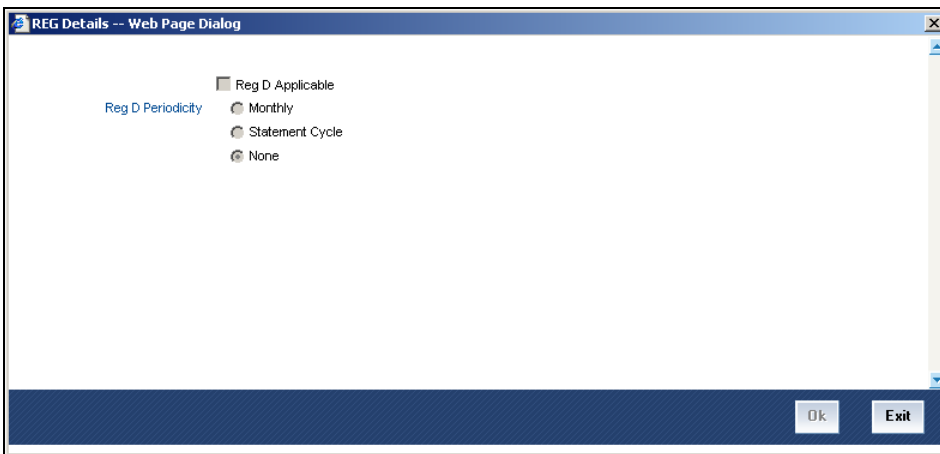 REG Details -- Web Page Dialog
Reg D Applicable
Reg D Periodicity Monthly
Statement Cycle
None
Ok Exit